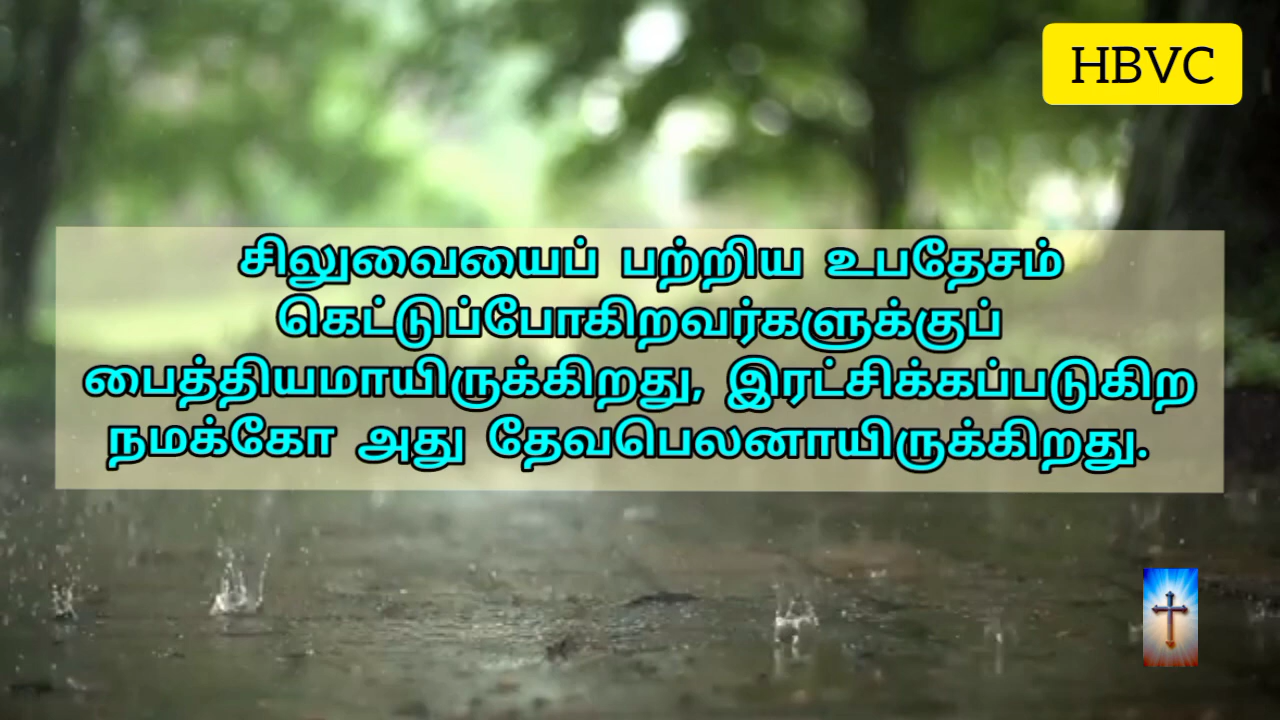 HBVC
சிலுவையைப் பற்றிய உபதேசம்
கெட்டுப்போகிறவர்களுக்குப்
பைத்தியமாயிருக்கிறது, இரட்சிக்கப்படுகிற
நமக்கோ அது தேவபெலனாயிருக்கிறது.